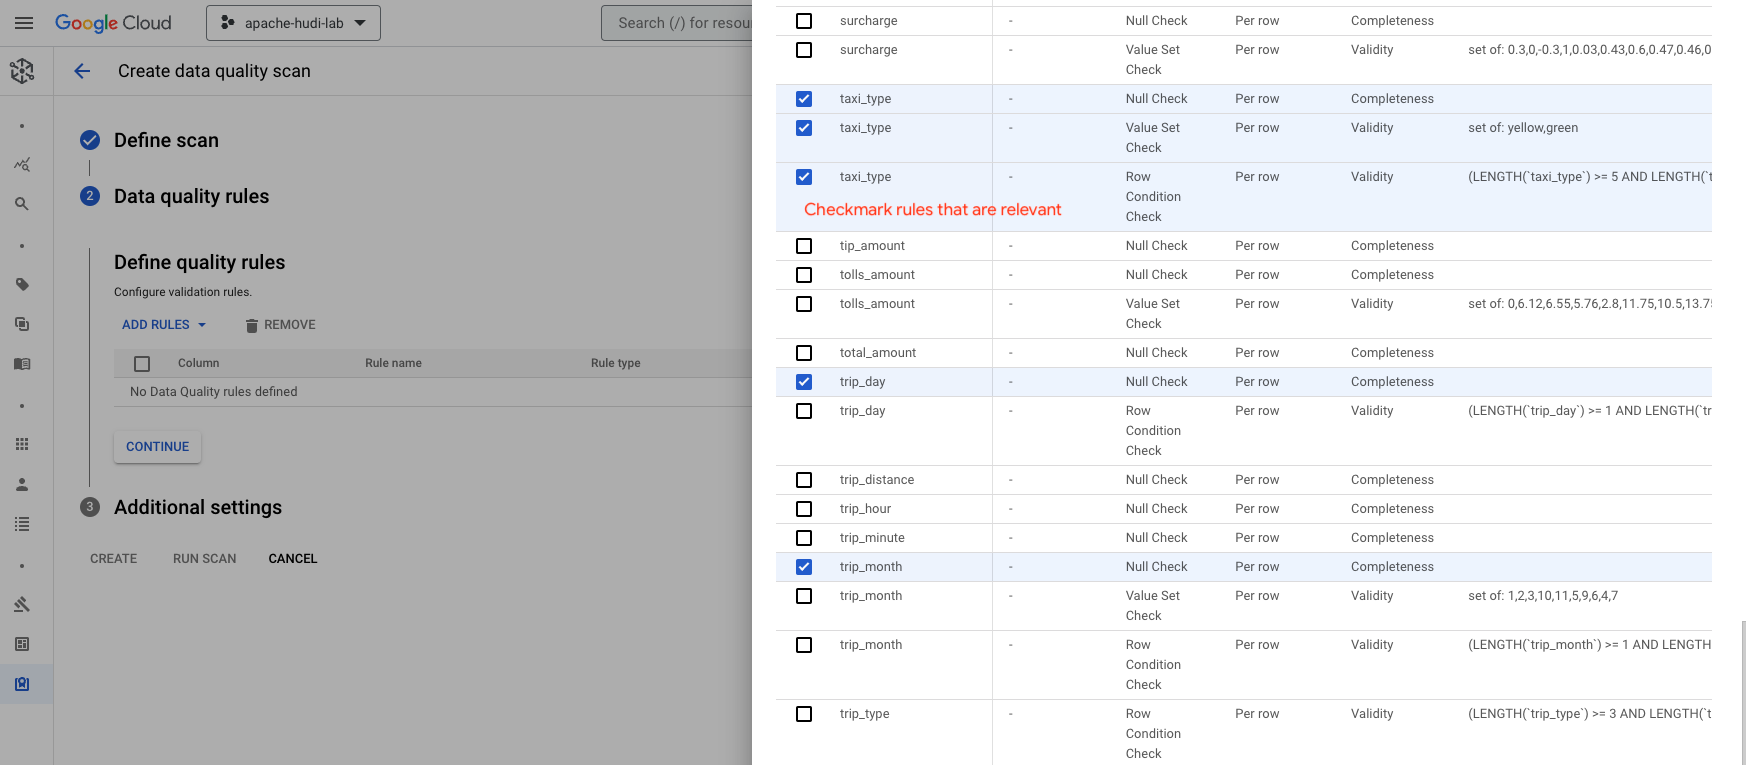 Google Cloud
apache-hudi-lab
Search (/) for resou
Create data quality scan
Define scan
2 Data quality rules
Define quality rules
Configure validation rules.
ADD RULES
REMOVE
Column Rule name Rule type
No Data Quality rules defined
CONTINUE
3 Additional settings
CREATE RUN SCAN CANCEL
surcharge - Null Check Per row Completeness
surcharge - Value Set Check Per row Validity set of: 0.3,0,-0.3,1,0.03,0.43,0.6,0.47,0.46,0
taxi_type - Null Check Per row Completeness
taxi_type - Value Set Check Per row Validity set of: yellow,green
taxi_type - Row Condition Check Per row Validity (LENGTH(`taxi_type`) >= 5 AND LENGTH(`t
Checkmark rules that are relevant
tip_amount - Null Check Per row Completeness
tolls_amount - Null Check Per row Completeness
tolls_amount - Value Set Check Per row Validity set of: 0,6.12,6.55,5.76,2.8,11.75,10.5,13.75
total_amount - Null Check Per row Completeness
trip_day - Null Check Per row Completeness
trip_day - Row Condition Check Per row Validity (LENGTH(`trip_day`) >= 1 AND LENGTH(`tr
trip_distance - Null Check Per row Completeness
trip_hour - Null Check Per row Completeness
trip_minute - Null Check Per row Completeness
trip_month - Null Check Per row Completeness
trip_month - Value Set Check Per row Validity set of: 1,2,3,10,11,5,9,6,4,7
trip_month - Row Condition Check Per row Validity (LENGTH(`trip_month`) >= 1 AND LENGTH
trip_type - Row Condition Check Per row Validity (LENGTH(`trip_type`) >= 3 AND LENGTH(`t